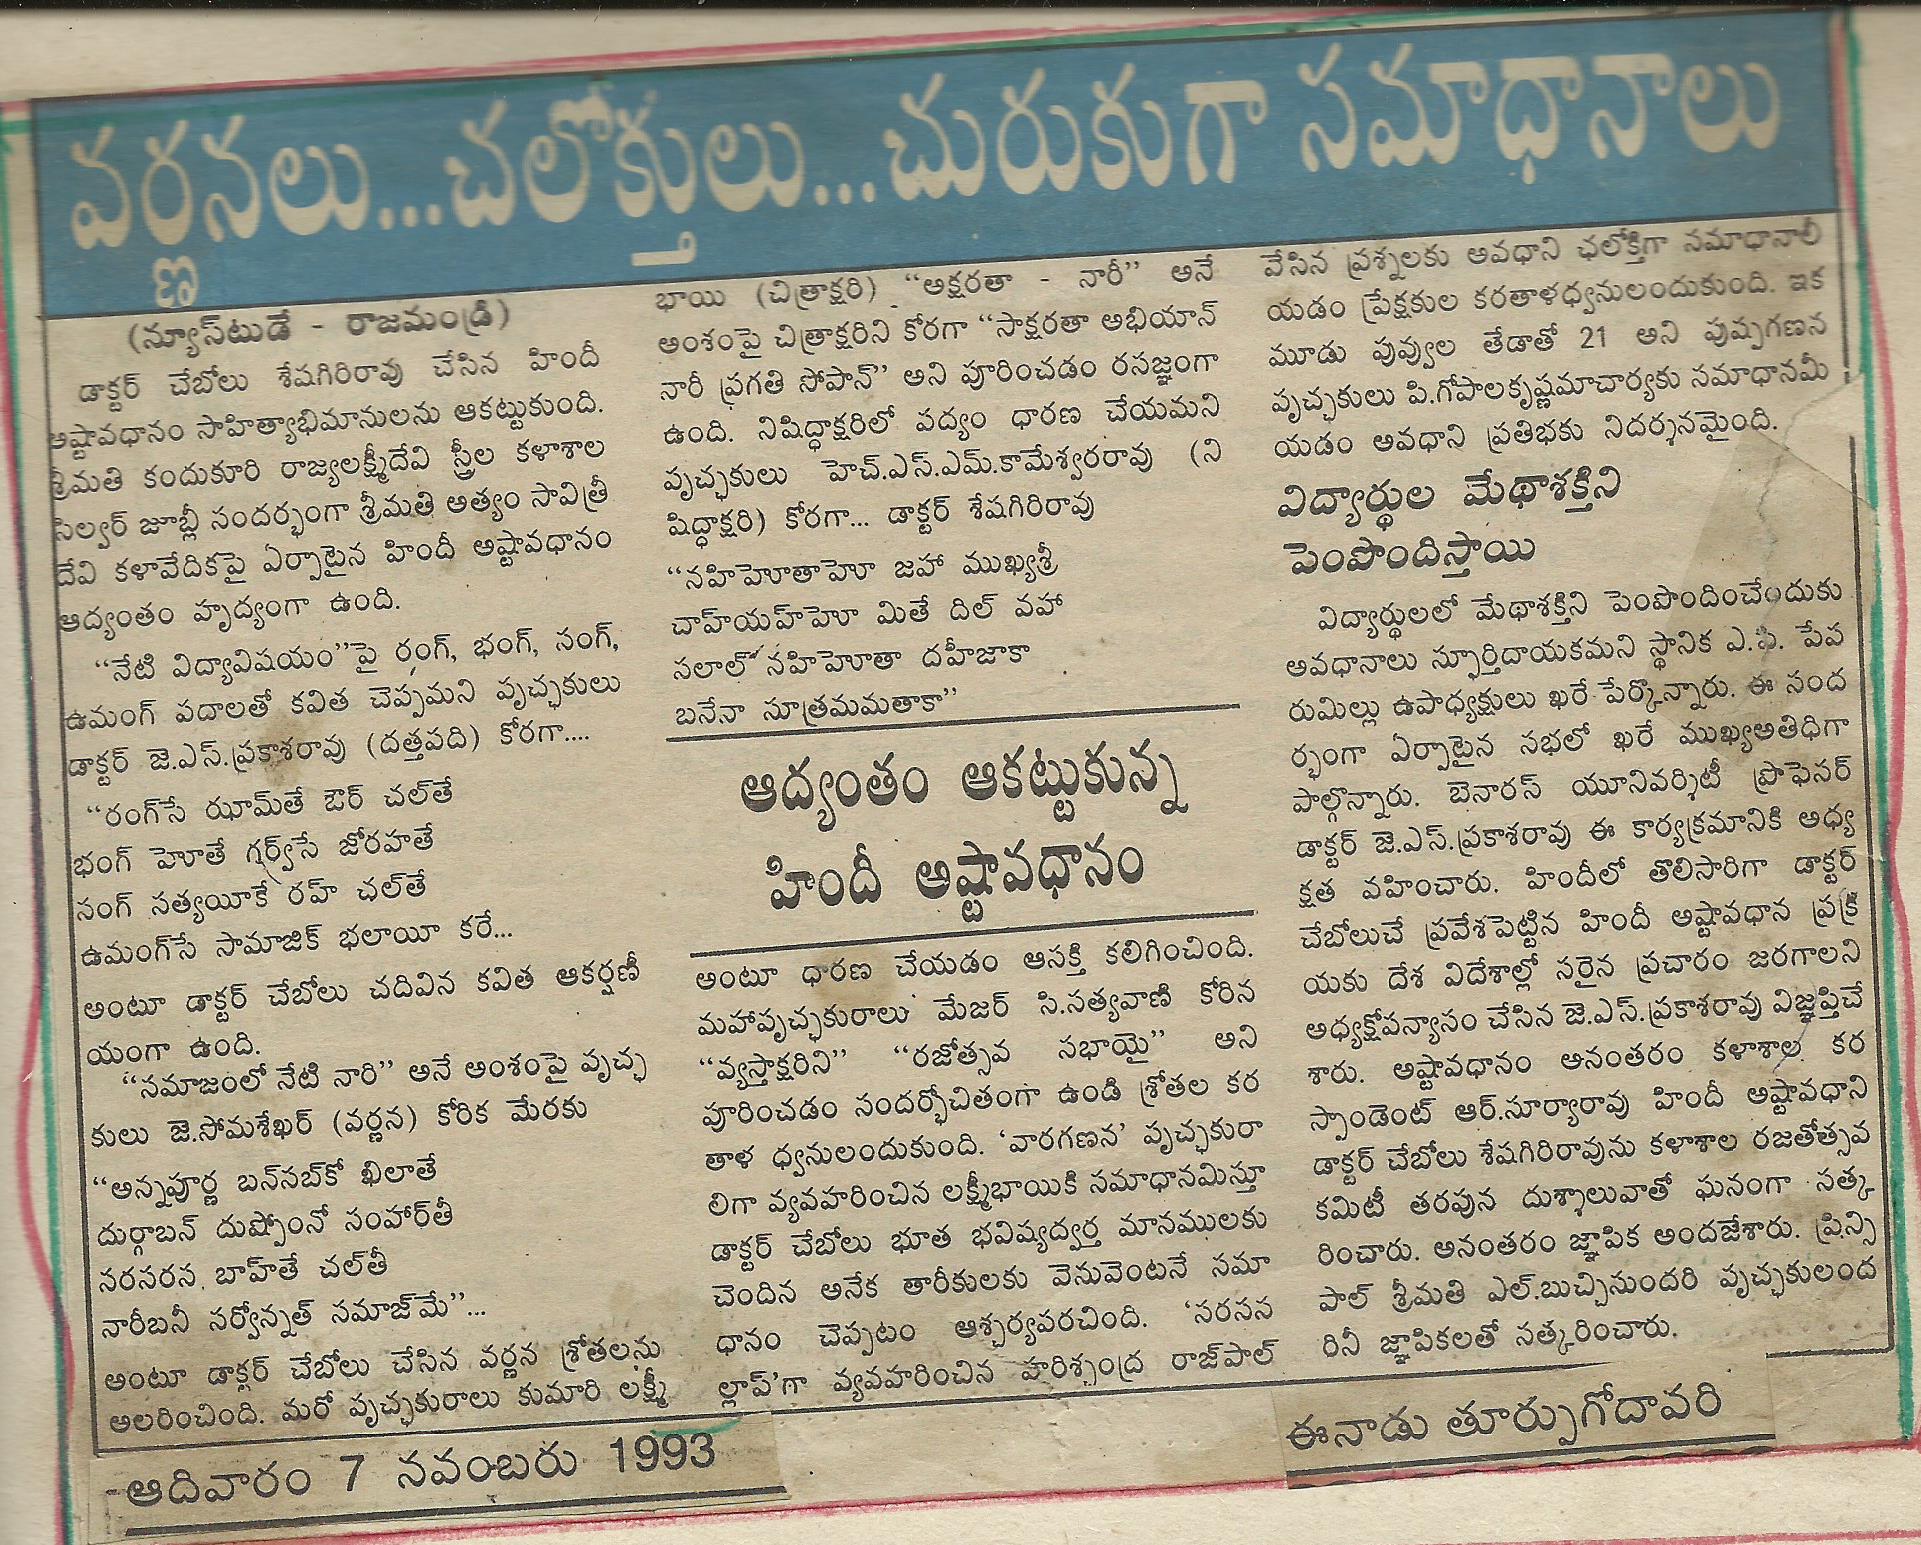 వర్ణనలు...చలోక్తులు...చురుకుగా సమాధానాలు
(న్యూస్‌టుడే - రాజమండ్రి)
డాక్టర్ చేబోలు శేషగిరిరావు చేసిన హిందీ
అష్టావధానం సాహిత్యాభిమానులను ఆకట్టుకుంది.
శ్రీమతి కందుకూరి రాజ్యలక్ష్మీదేవి స్త్రీల కళాశాల
సిల్వర్ జూబ్లీ సందర్భంగా శ్రీమతి అత్యం సావిత్రీ
దేవి కళావేదికపై ఏర్పాటైన హిందీ అష్టావధానం
ఆద్యంతం హృద్యంగా ఉంది.
“నేటి విద్యావిషయం”పై రంగ్, భంగ్, సంగ్,
ఉమంగ్ పదాలతో కవిత చెప్పమని పృచ్ఛకులు
డాక్టర్ జె.ఎస్.ప్రకాశరావు (దత్తపది) కోరగా....
“రంగ్‌సే ఝామ్‌తే ఔర్ చల్‌తే
భంగ్ హెూతే గర్వ్‌సే జోరహతే
సంగ్ సత్యయీకే రహ్ చల్‌తే
ఉమంగ్‌సే సామాజిక్ భలాయీ కరే...
అంటూ డాక్టర్ చేబోలు చదివిన కవిత ఆకర్షణీ
యంగా ఉంది.
“సమాజంలో నేటి నారి” అనే అంశంపై పృచ్ఛ
కులు జె.సోమశేఖర్ (వర్ణన) కోరిక మేరకు
“అన్నపూర్ణ బన్‌సబ్‌కో ఖిలాతే
దుర్గాబన్ దుష్టోంనో సంహార్‌తీ
సరసరస బాహ్‌తే చల్‌తీ
నారీబనీ సర్వోన్నత్ సమాజ్‌మే”...
అంటూ డాక్టర్ చేబోలు చేసిన వర్ణన శ్రోతలను
అలరించింది. మరో పృచ్ఛకురాలు కుమారి లక్ష్మీ
భాయి (చిత్రాక్షరి) “అక్షరతా - నారీ” అనే
అంశంపై చిత్రాక్షరిని కోరగా “సాక్షరతా అభియాన్
నారీ ప్రగతి సోపాన్” అని పూరించడం రసజ్ఞంగా
ఉంది. నిషిద్ధాక్షరిలో పద్యం ధారణ చేయమని
పృచ్ఛకులు హెచ్.ఎస్.ఎమ్.కామేశ్వరరావు (ని
షిద్ధాక్షరి) కోరగా... డాక్టర్ శేషగిరిరావు
“నహిహెూతాహెూ జహా ముఖ్యశ్రీ
చాహ్‌యహ్‌హెూ మితే దిల్ వహా
సలాల్ నహిహెూతా దహీజాకా
బనేనా సూత్రమమతాకా”
ఆద్యంతం ఆకట్టుకున్న
హిందీ అష్టావధానం
అంటూ ధారణ చేయడం ఆసక్తి కలిగించింది.
మహాపృచ్ఛకురాలు మేజర్ సి.సత్యవాణి కోరిన
“వ్యస్తాక్షరిని” “రజోత్సవ సభాయై” అని
పూరించడం సందర్భోచితంగా ఉండి శ్రోతల కర
తాళ ధ్వనులందుకుంది. ‘వారగణన’ పృచ్ఛకురా
లిగా వ్యవహరించిన లక్ష్మీభాయికి సమాధానమిస్తూ
డాక్టర్ చేబోలు భూత భవిష్యద్వర్త మానములకు
చెందిన అనేక తారీకులకు వెనువెంటనే సమా
ధానం చెప్పటం ఆశ్చర్యపరచింది. ‘సరసస
ల్లాప్’గా వ్యవహరించిన హరిశ్చంద్ర రాజ్‌పాల్
వేసిన ప్రశ్నలకు అవధాని ఛలోక్తిగా సమాధానాలి
యడం ప్రేక్షకుల కరతాళధ్వనులందుకుంది. ఇక
మూడు పువ్వుల తేడాతో 21 అని పుష్పగణన
పృచ్ఛకులు పి.గోపాలకృష్ణమాచార్యకు సమాధానమీ
యడం అవధాని ప్రతిభకు నిదర్శనమైంది.
విద్యార్థుల మేథాశక్తిని
పెంపొందిస్తాయి
విద్యార్థులలో మేథాశక్తిని పెంపొందించేందుకు
అవధానాలు స్ఫూర్తిదాయకమని స్థానిక ఎ.పి. పేప
రుమిల్లు ఉపాధ్యక్షులు ఖరే పేర్కొన్నారు. ఈ సంద
ర్భంగా ఏర్పాటైన సభలో ఖరే ముఖ్యఅతిధిగా
పాల్గొన్నారు. బెనారస్ యూనివర్శిటీ ప్రొఫెసర్
డాక్టర్ జె.ఎస్.ప్రకాశరావు ఈ కార్యక్రమానికి అధ్య
క్షత వహించారు. హిందీలో తొలిసారిగా డాక్టర్
చేబోలుచే ప్రవేశపెట్టిన హిందీ అష్టావధాన ప్రక్రి
యకు దేశ విదేశాల్లో సరైన ప్రచారం జరగాలని
అధ్యక్షోపన్యాసం చేసిన జె.ఎస్.ప్రకాశరావు విజ్ఞప్తిచే
శారు. అష్టావధానం అనంతరం కళాశాల కర
స్పాండెంట్ ఆర్.సూర్యారావు హిందీ అష్టావధాని
డాక్టర్ చేబోలు శేషగిరిరావును కళాశాల రజతోత్సవ
కమిటీ తరపున దుశ్శాలువాతో ఘనంగా సత్క
రించారు. అనంతరం జ్ఞాపిక అందజేశారు. ప్రిన్సి
పాల్ శ్రీమతి ఎల్.బుచ్చిసుందరి పృచ్ఛకులంద
రినీ జ్ఞాపికలతో సత్కరించారు.
ఆదివారం 7 నవంబరు 1993
ఈనాడు తూర్పుగోదావరి